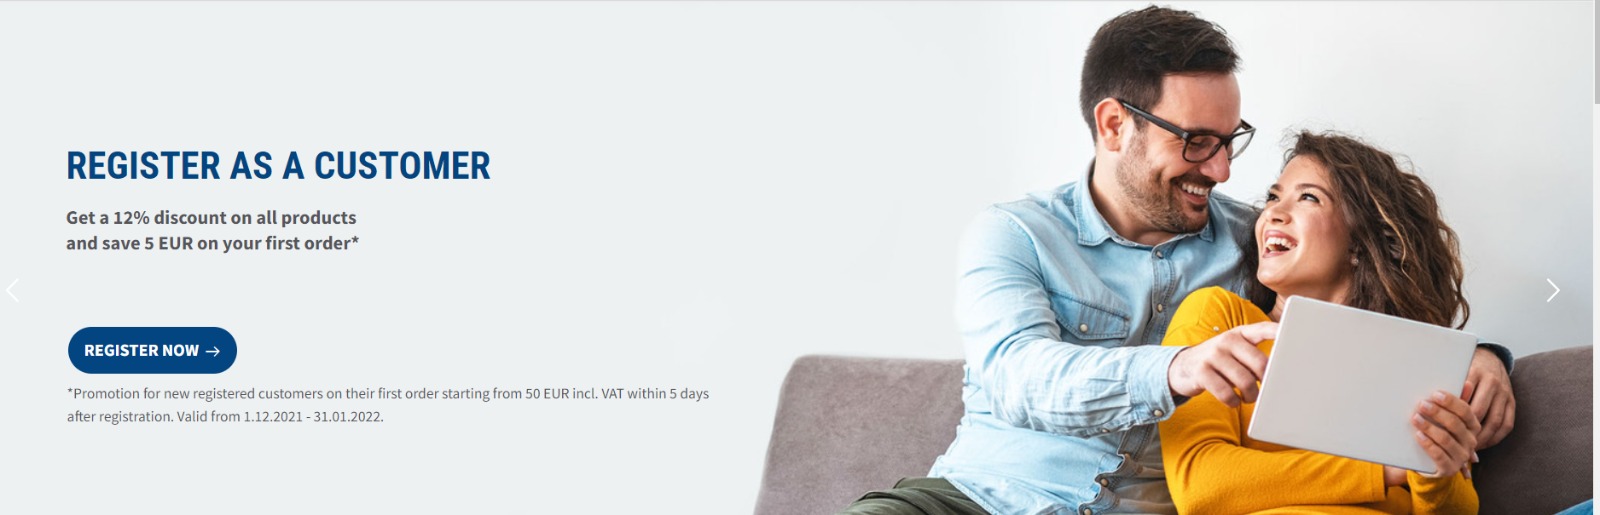 REGISTER AS A CUSTOMER
Get a 12% discount on all products
and save 5 EUR on your first order*
REGISTER NOW →
*Promotion for new registered customers on their first order starting from 50 EUR incl. VAT within 5 days
after registration. Valid from 1.12.2021 - 31.01.2022.